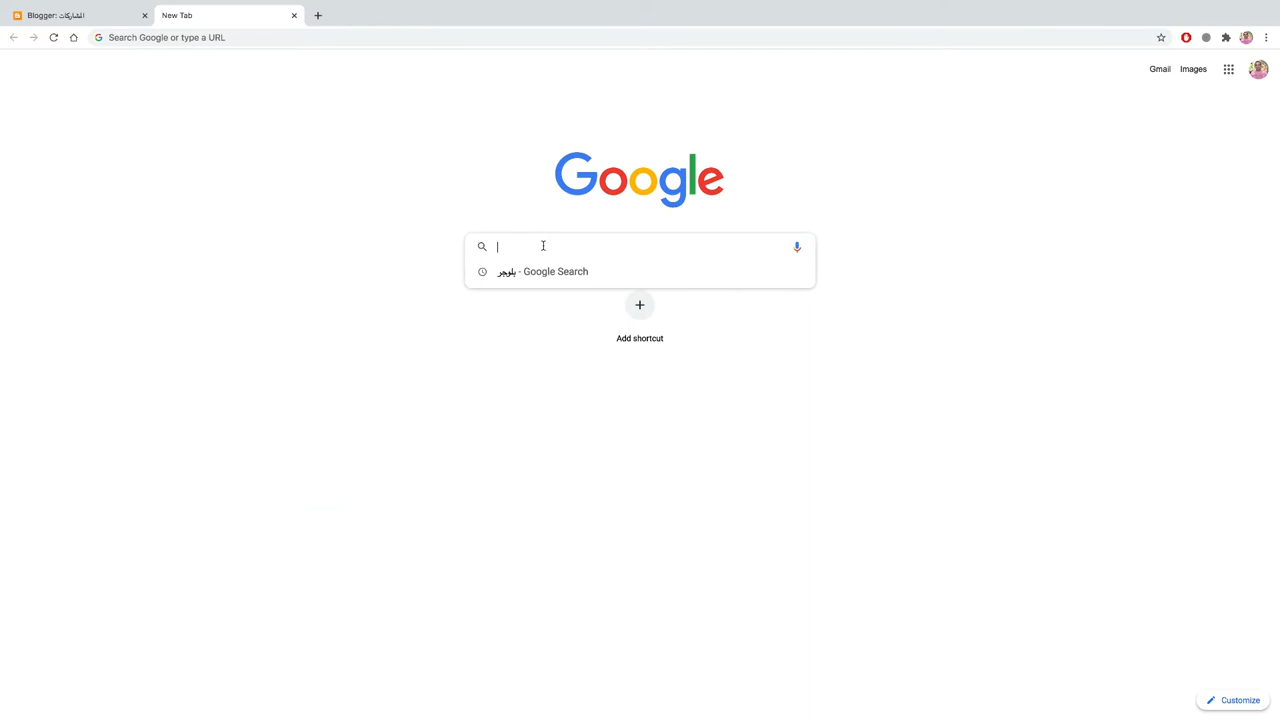 Blogger: المشاركات
New Tab
Search Google or type a URL
Gmail
Images
Google
بلوجر - Google Search
Add shortcut
Customize